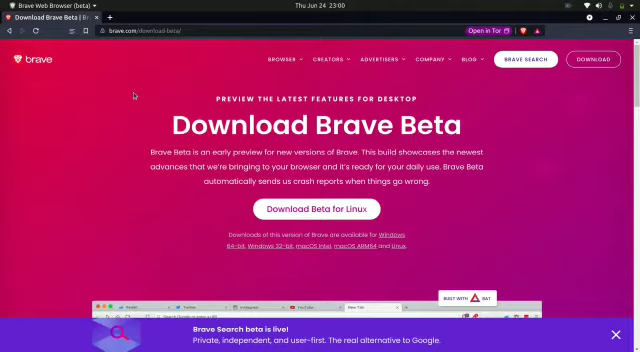 Brave Web Browser (beta)
Thu Jun 24 23:00
Download Brave Beta | Br
brave.com/download-beta/
Open in Tor
brave
BROWSER
CREATORS
ADVERTISERS
COMPANY
BLOG
BRAVE SEARCH
DOWNLOAD
PREVIEW THE LATEST FEATURES FOR DESKTOP
Download Brave Beta
Brave Beta is an early preview for new versions of Brave. This build showcases the newest
advances that we're bringing to your browser and it's ready for your daily use. Brave Beta
automatically sends us crash reports when things go wrong.
Download Beta for Linux
Downloads of this version of Brave are available for Windows
64-bit, Windows 32-bit, macOS Intel, macOS ARM64 and Linux.
BUILT WITH BAT
Reddit
Twitter
Instagram
YouTube
New Tab
Brave Search beta is live!
Private, independent, and user-first. The real alternative to Google.